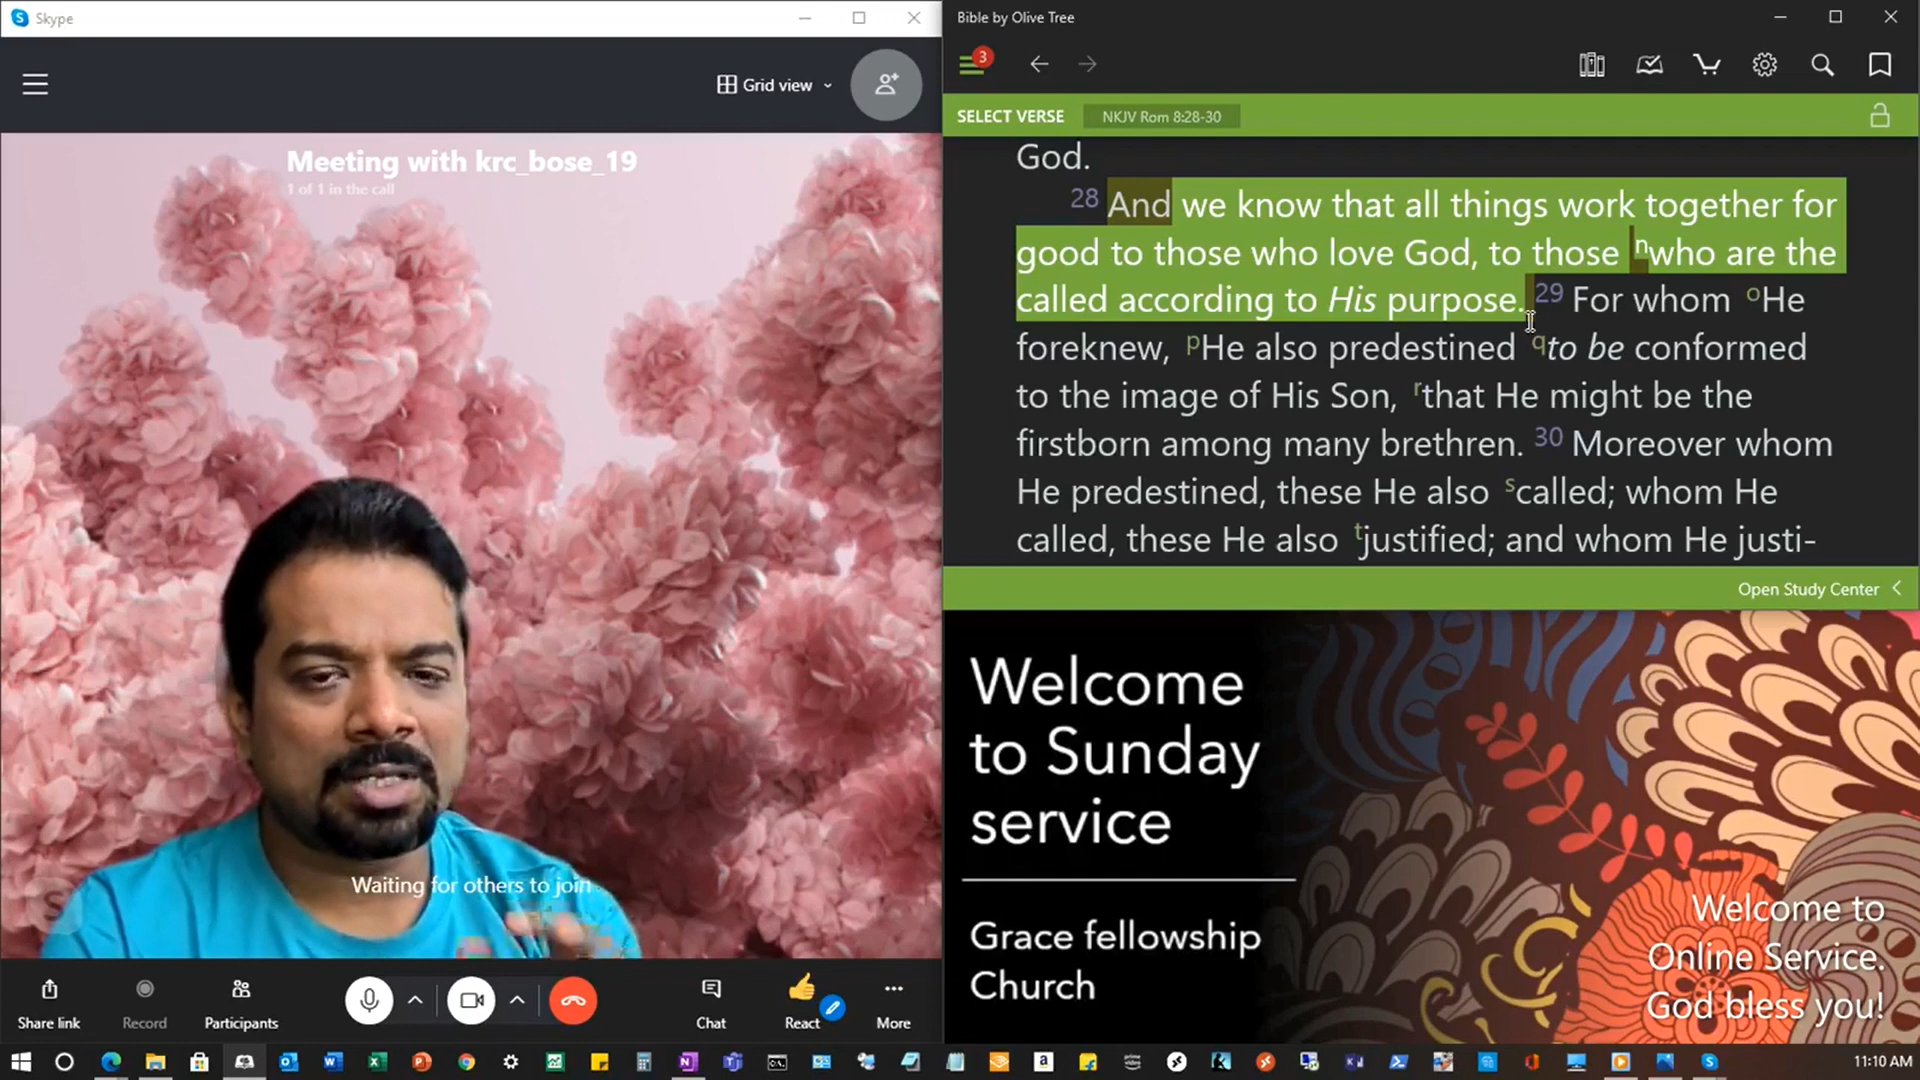 Skype
Grid view
Meeting with krc_bose_19
1 of 1 in the call
Waiting for others to join
Share link
Record
Participants
Chat
React
More
Bible by Olive Tree
3
SELECT VERSE
NKJV Rom 8:28-30
God.
28 And we know that all things work together for
good to those who love God, to those n who are the
called according to His purpose. 29 For whom o He
foreknew, p He also predestined q to be conformed
to the image of His Son, r that He might be the
firstborn among many brethren. 30 Moreover whom
He predestined, these He also s called; whom He
called, these He also t justified; and whom He justi-
Open Study Center
Welcome
to Sunday
service
Grace fellowship
Church
Welcome to
Online Service.
God bless you!
11:10 AM